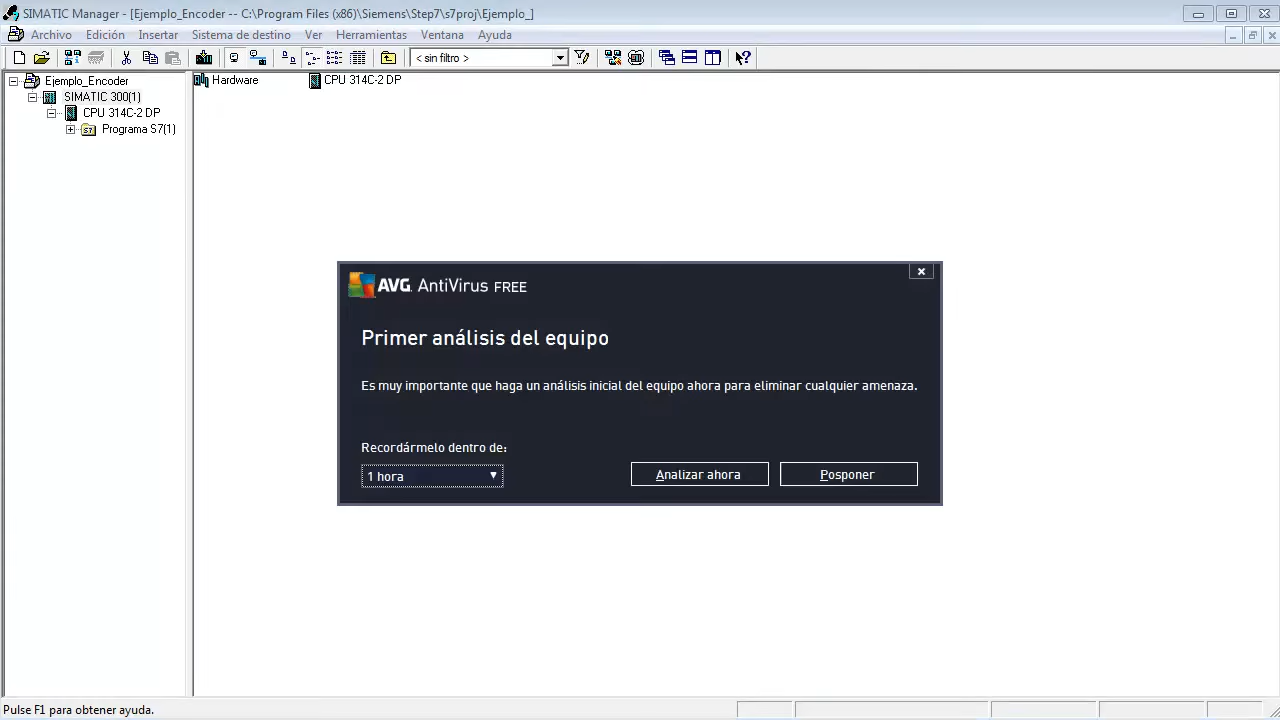 SIMATIC Manager - [Ejemplo_Encoder -- C:\Program Files (x86)\Siemens\Step7\s7proj\Ejemplo_]
Archivo Edición Insertar Sistema de destino Ver Herramientas Ventana Ayuda
< sin filtro >
Ejemplo_Encoder
SIMATIC 300(1)
CPU 314C-2 DP
Programa S7(1)
Hardware
CPU 314C-2 DP
AVG AntiVirus FREE
Primer análisis del equipo
Es muy importante que haga un análisis inicial del equipo ahora para eliminar cualquier amenaza.
Recordármelo dentro de:
1 hora
Analizar ahora
Posponer
Pulse F1 para obtener ayuda.